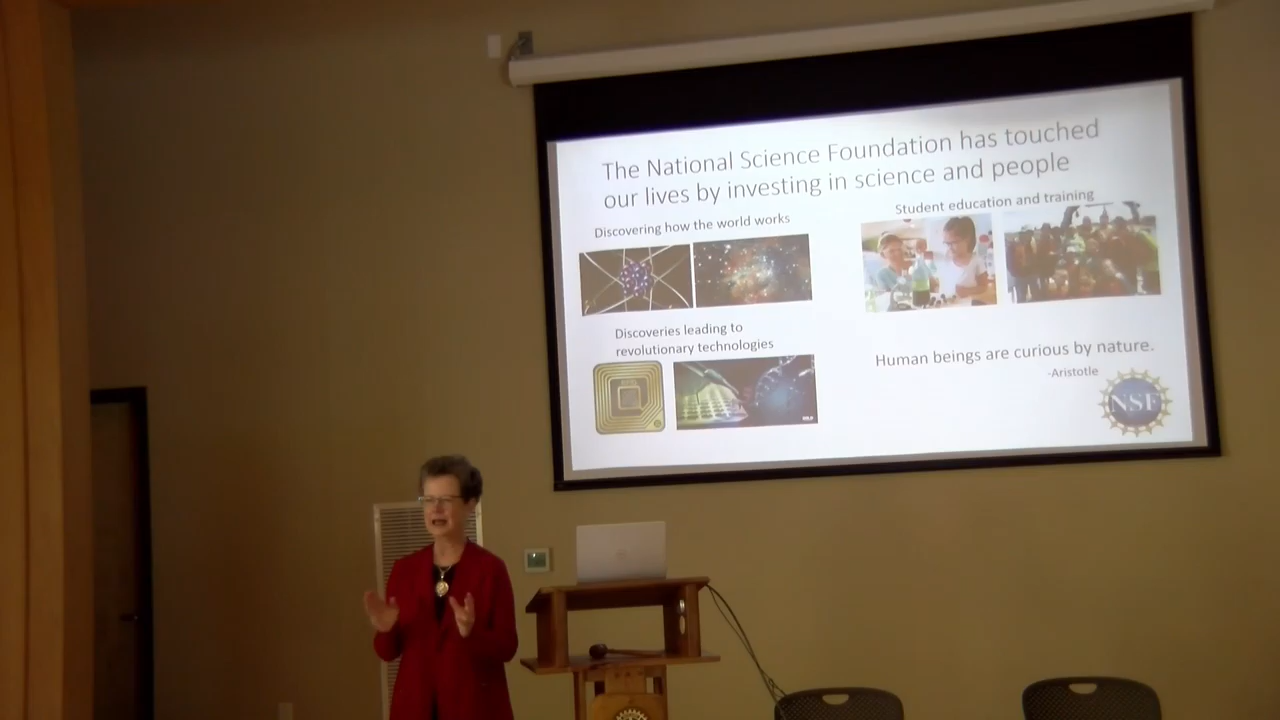 The National Science Foundation has touched
our lives by investing in science and people
Discovering how the world works
Student education and training
Discoveries leading to
revolutionary technologies
Human beings are curious by nature.
-Aristotle
NSF